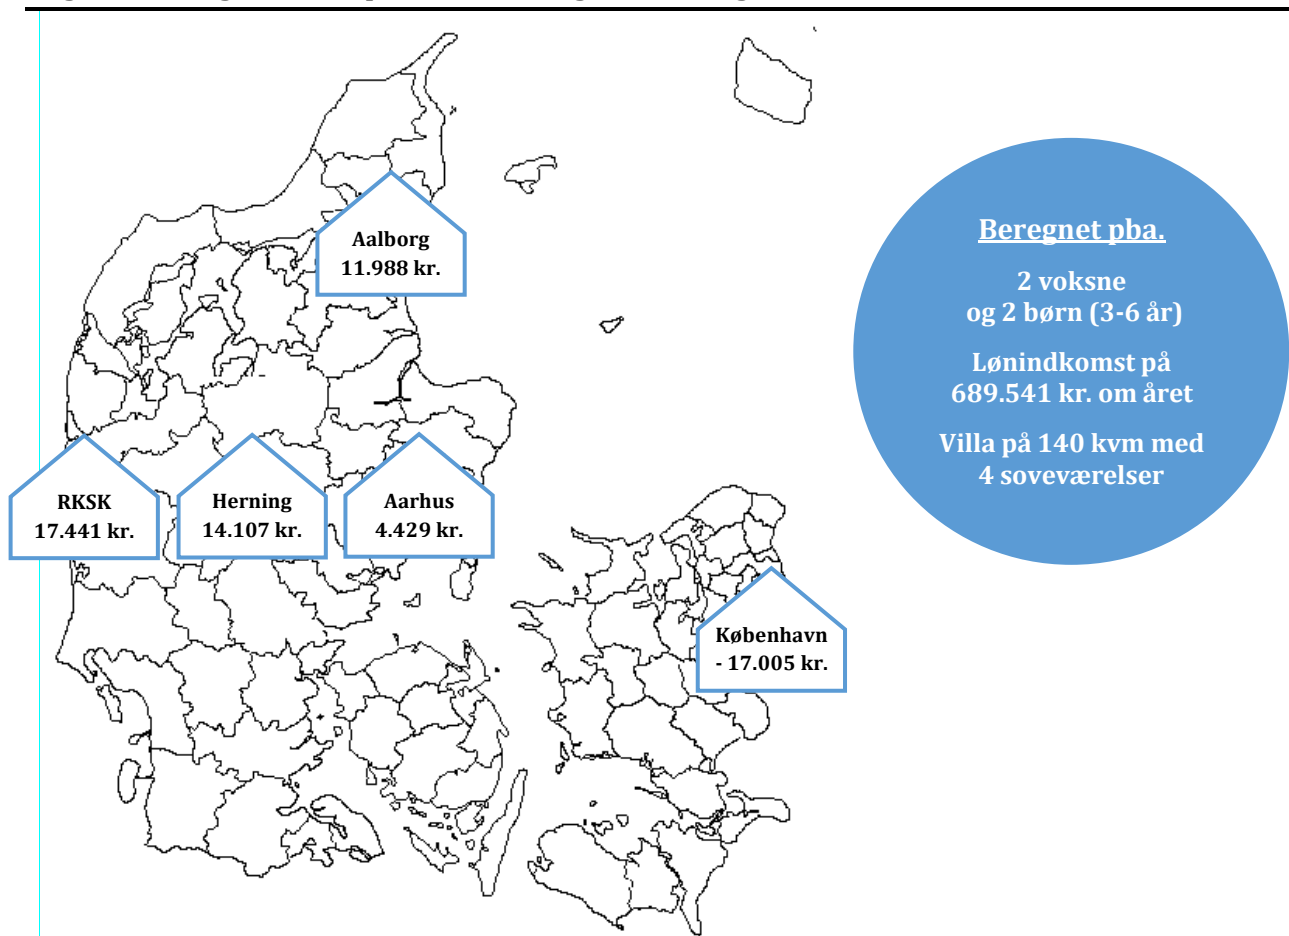 Aalborg
11.988 kr.
RKSK
17.441 kr.
Herning
14.107 kr.
Aarhus
4.429 kr.
København
- 17.005 kr.
Beregnet pba.
2 voksne
og 2 børn (3-6 år)
Lønindkomst på
689.541 kr. om året
Villa på 140 kvm med
4 soveværelser